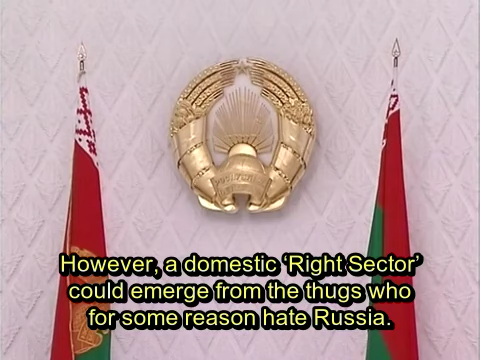 However, a domestic ‘Right Sector’
could emerge from the thugs who
for some reason hate Russia.